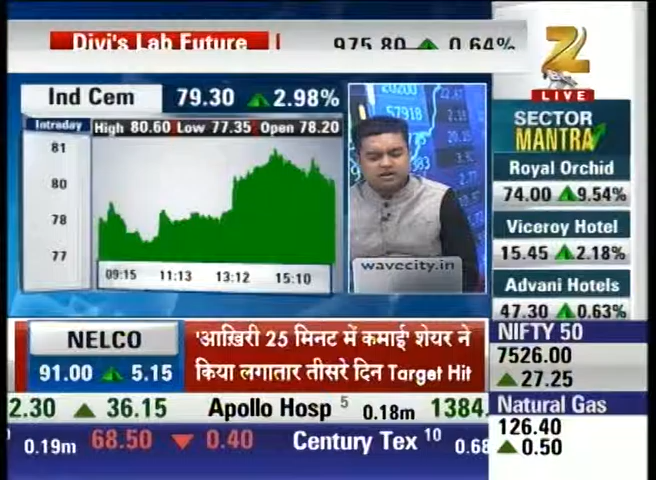 Divi's Lab Future 975.80 0.64%
LIVE
Ind Cem 79.30 2.98%
Intraday High 80.60 Low 77.35 Open 78.20
81
80
78
77
09:15 11:13 13:12 15:10
wavecity.in
SECTOR
MANTRA
Royal Orchid
74.00 9.54%
Viceroy Hotel
15.45 2.18%
Advani Hotels
47.30 0.63%
NELCO
91.00 5.15
'आख़िरी 25 मिनट में कमाई' शेयर ने
किया लगातार तीसरे दिन Target Hit
NIFTY 50
7526.00
27.25
Natural Gas
126.40
0.50
2.30 36.15 Apollo Hosp 5 0.18m 1384.
0.19m 68.50 0.40 Century Tex 10 0.68